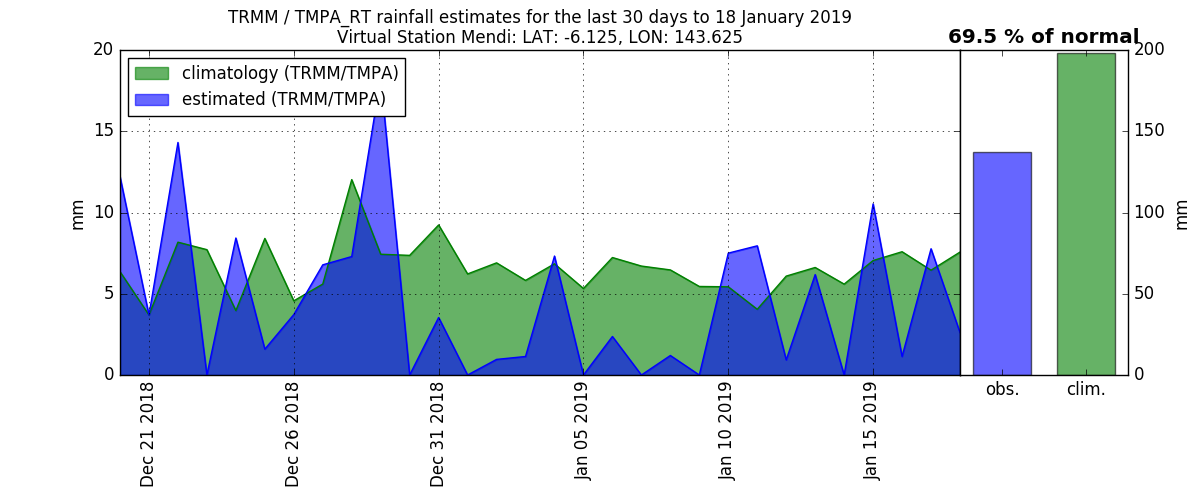 TRMM / TMPA_RT rainfall estimates for the last 30 days to 18 January 2019
Virtual Station Mendi: LAT: -6.125, LON: 143.625
69.5 % of normal
climatology (TRMM/TMPA)
estimated (TRMM/TMPA)
20
15
10
5
0
mm
200
150
100
50
0
mm
Dec 21 2018
Dec 26 2018
Dec 31 2018
Jan 05 2019
Jan 10 2019
Jan 15 2019
obs.
clim.